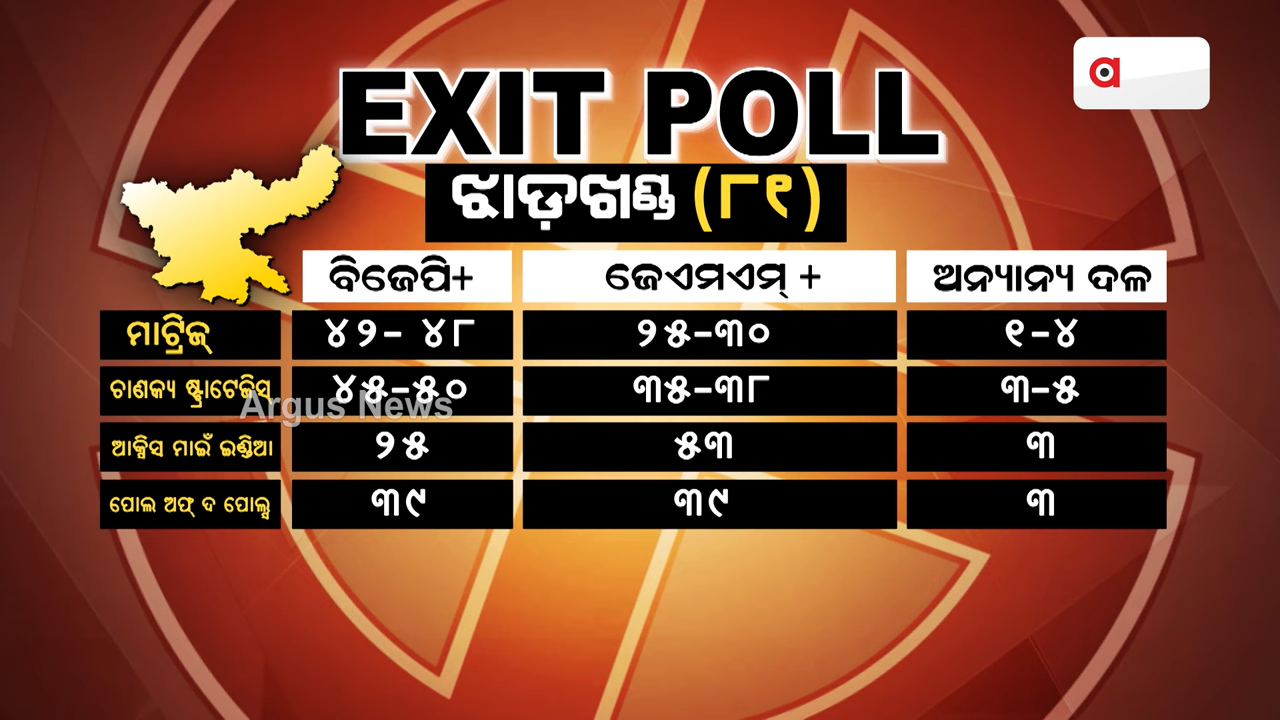 EXIT POLL
ଝାଡ଼ଖଣ୍ଡ (୮୧)
ବିଜେପି+ ଜେଏମଏମ୍ + ଅନ୍ୟାନ୍ୟ ଦଳ
ମାଟ୍ରିଜ୍ ୪୨- ୪୮ ୨୫-୩୦ ୧-୪
ଚାଣକ୍ୟ ଷ୍ଟ୍ରାଟେଜିସ୍ ୪୫-୫୦ ୩୫-୩୮ ୩-୫
Argus News
ଆକ୍ସିସ ମାଇଁ ଇଣ୍ଡିଆ ୨୫ ୫୩ ୩
ପୋଲ ଅଫ୍ ଦ ପୋଲ୍ସ ୩୯ ୩୯ ୩